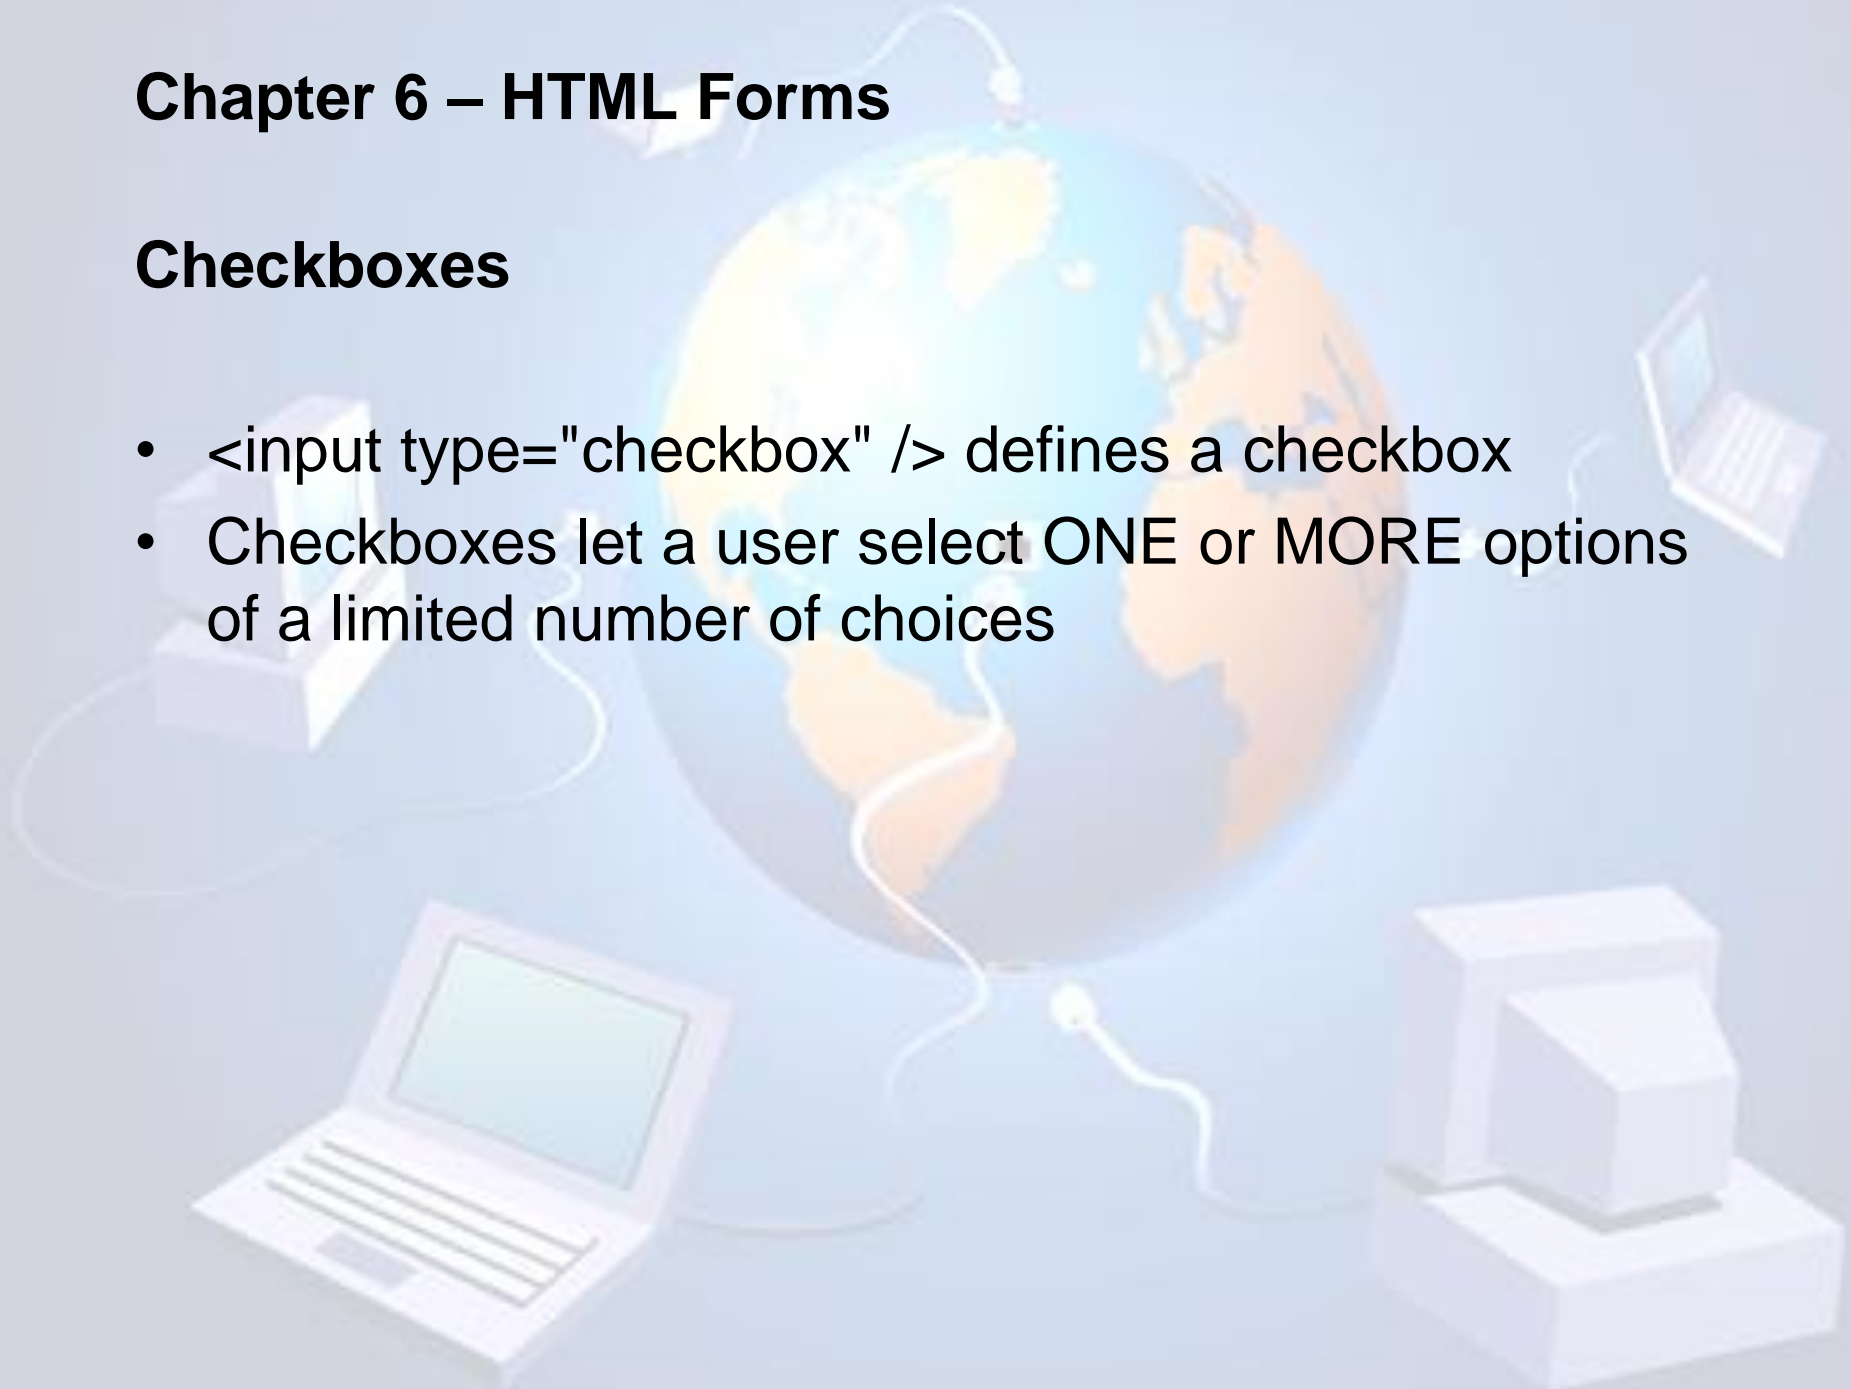 Chapter 6 – HTML Forms
Checkboxes
• <input type="checkbox" /> defines a checkbox
• Checkboxes let a user select ONE or MORE options
of a limited number of choices